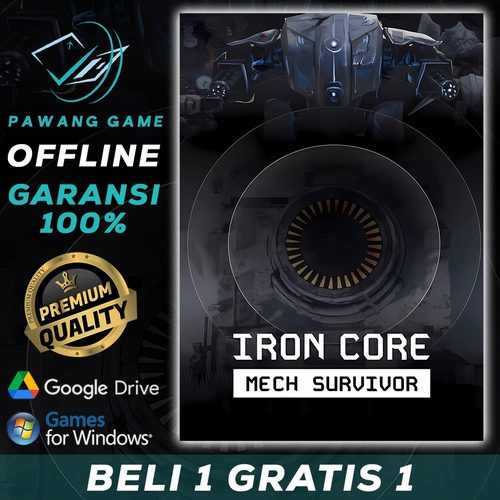 PAWANG GAME
OFFLINE
GARANSI
100%
PREMIUM
QUALITY
Google Drive
Games
for Windows®
IRON CORE
MECH SURVIVOR
BELI 1 GRATIS 1